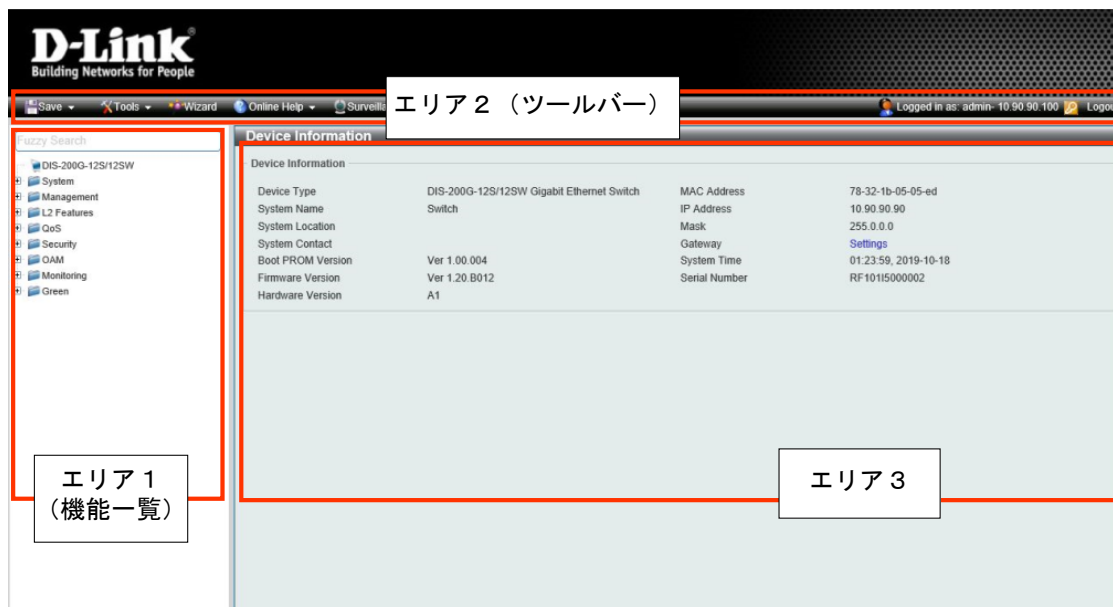 D-Link
Building Networks for People
Save Tools Wizard Online Help エリア２（ツールバー） Logged in as: admin- 10.90.90.100
Fuzzy Search
DIS-200G-12S/12SW
System
Management
L2 Features
QoS
Security
OAM
Monitoring
Green
エリア１
（機能一覧）
Device Information
Device Information
Device Type DIS-200G-12S/12SW Gigabit Ethernet Switch MAC Address 78-32-1b-05-05-ed
System Name Switch IP Address 10.90.90.90
System Location Mask 255.0.0.0
System Contact Gateway Settings
Boot PROM Version Ver 1.00.004 System Time 01:23:59, 2019-10-18
Firmware Version Ver 1.20.B012 Serial Number RF101I5000002
Hardware Version A1
エリア３